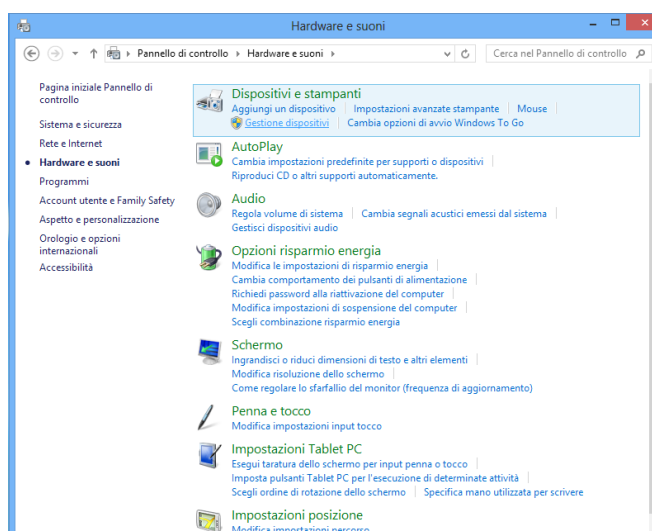 Hardware e suoni
Pannello di controllo Hardware e suoni
Cerca nel Pannello di controllo
Pagina iniziale Pannello di
controllo
Sistema e sicurezza
Rete e Internet
Hardware e suoni
Programmi
Account utente e Family Safety
Aspetto e personalizzazione
Orologio e opzioni
internazionali
Accessibilità
Dispositivi e stampanti
Aggiungi un dispositivo Impostazioni avanzate stampante Mouse
Gestione dispositivi Cambia opzioni di avvio Windows To Go
AutoPlay
Cambia impostazioni predefinite per supporti o dispositivi
Riproduci CD o altri supporti automaticamente.
Audio
Regola volume di sistema Cambia segnali acustici emessi dal sistema
Gestisci dispositivi audio
Opzioni risparmio energia
Modifica le impostazioni di risparmio energia
Cambia comportamento dei pulsanti di alimentazione
Richiedi password alla riattivazione del computer
Modifica impostazioni di sospensione del computer
Scegli combinazione risparmio energia
Schermo
Ingrandisci o riduci dimensioni di testo e altri elementi
Modifica risoluzione dello schermo
Come regolare lo sfarfallio del monitor (frequenza di aggiornamento)
Penna e tocco
Modifica impostazioni input tocco
Impostazioni Tablet PC
Esegui taratura dello schermo per input penna o tocco
Imposta pulsanti Tablet PC per l'esecuzione di determinate attività
Scegli ordine di rotazione dello schermo Specifica mano utilizzata per scrivere
Impostazioni posizione
Modifica impostazioni percorso